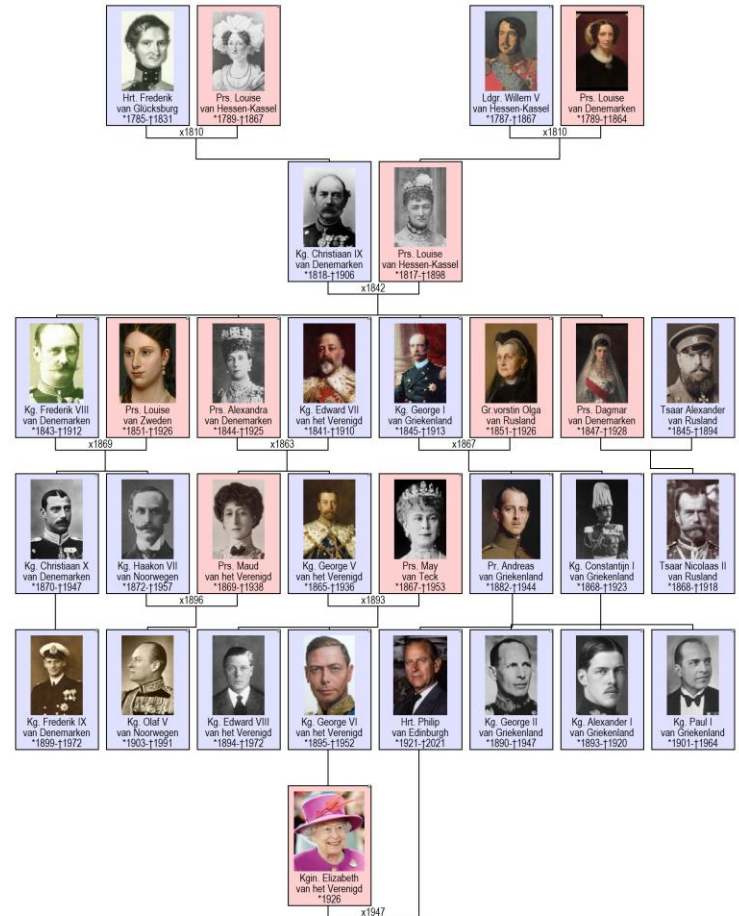 Hrt. Frederik
van Glücksburg
*1785-†1831
Prs. Louise
van Hessen-Kassel
*1789-†1867
Ldgr. Willem V
van Hessen-Kassel
*1787-†1867
Prs. Louise
van Denemarken
*1789-†1864
x1810
x1810
Kg. Christiaan IX
van Denemarken
*1818-†1906
Prs. Louise
van Hessen-Kassel
*1817-†1898
x1842
Kg. Frederik VIII
van Denemarken
*1843-†1912
Prs. Louise
van Zweden
*1851-†1926
Prs. Alexandra
van Denemarken
*1844-†1925
Kg. Edward VII
van het Verenigd
*1841-†1910
Kg. George I
van Griekenland
*1845-†1913
Gr.vorstin Olga
van Rusland
*1851-†1926
Prs. Dagmar
van Denemarken
*1847-†1928
Tsaar Alexander
van Rusland
*1845-†1894
x1869
x1863
x1867
Kg. Christiaan X
van Denemarken
*1870-†1947
Kg. Haakon VII
van Noorwegen
*1872-†1957
Prs. Maud
van het Verenigd
*1869-†1938
Kg. George V
van het Verenigd
*1865-†1936
Prs. May
van Teck
*1867-†1953
Pr. Andreas
van Griekenland
*1882-†1944
Kg. Constantijn I
van Griekenland
*1868-†1923
Tsaar Nicolaas II
van Rusland
*1868-†1918
x1896
x1893
Kg. Frederik IX
van Denemarken
*1899-†1972
Kg. Olaf V
van Noorwegen
*1903-†1991
Kg. Edward VIII
van het Verenigd
*1894-†1972
Kg. George VI
van het Verenigd
*1895-†1952
Hrt. Philip
van Edinburgh
*1921-†2021
Kg. George II
van Griekenland
*1890-†1947
Kg. Alexander I
van Griekenland
*1893-†1920
Kg. Paul I
van Griekenland
*1901-†1964
Kgin. Elizabeth
van het Verenigd
*1926
x1947